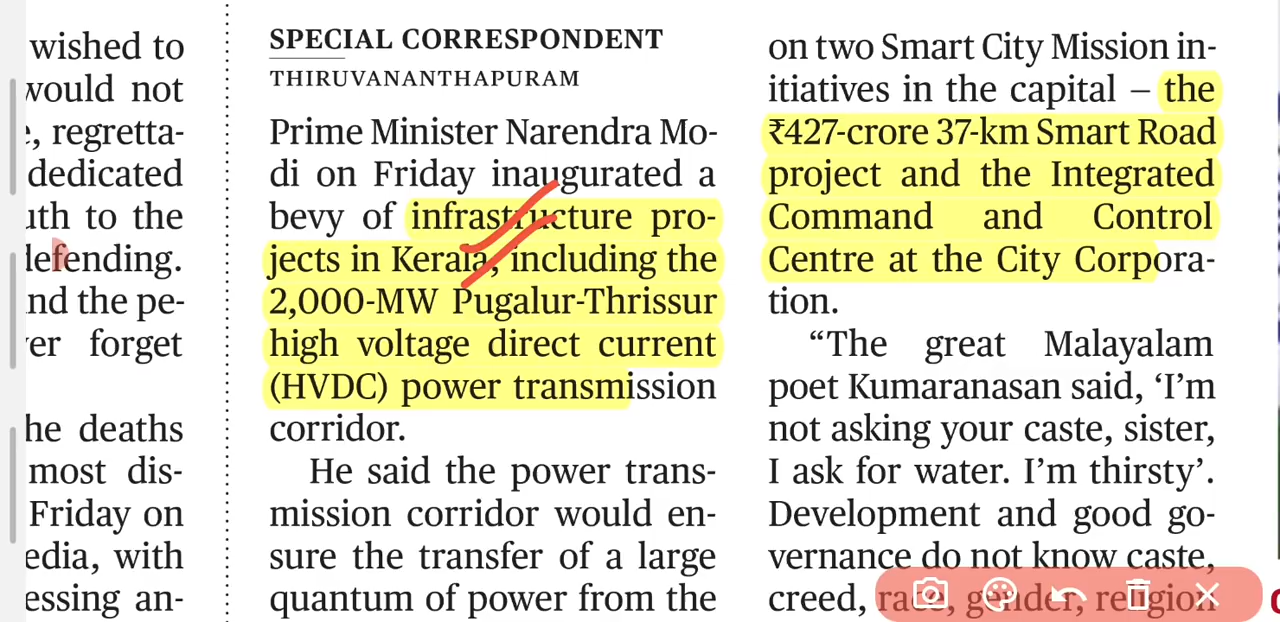 wished to
would not
, regretta-
dedicated
uth to the
defending.
nd the pe-
er forget
he deaths
most dis-
Friday on
edia, with
essing an-
SPECIAL CORRESPONDENT
THIRUVANANTHAPURAM
Prime Minister Narendra Mo-
di on Friday inaugurated a
bevy of infrastructure pro-
jects in Kerala, including the
2,000-MW Pugalur-Thrissur
high voltage direct current
(HVDC) power transmission
corridor.
He said the power trans-
mission corridor would en-
sure the transfer of a large
quantum of power from the
on two Smart City Mission in-
itiatives in the capital – the
₹427-crore 37-km Smart Road
project and the Integrated
Command and Control
Centre at the City Corpora-
tion.
“The great Malayalam
poet Kumaranasan said, ‘I’m
not asking your caste, sister,
I ask for water. I’m thirsty’.
Development and good go-
vernance do not know caste,
creed, race, gender, religion